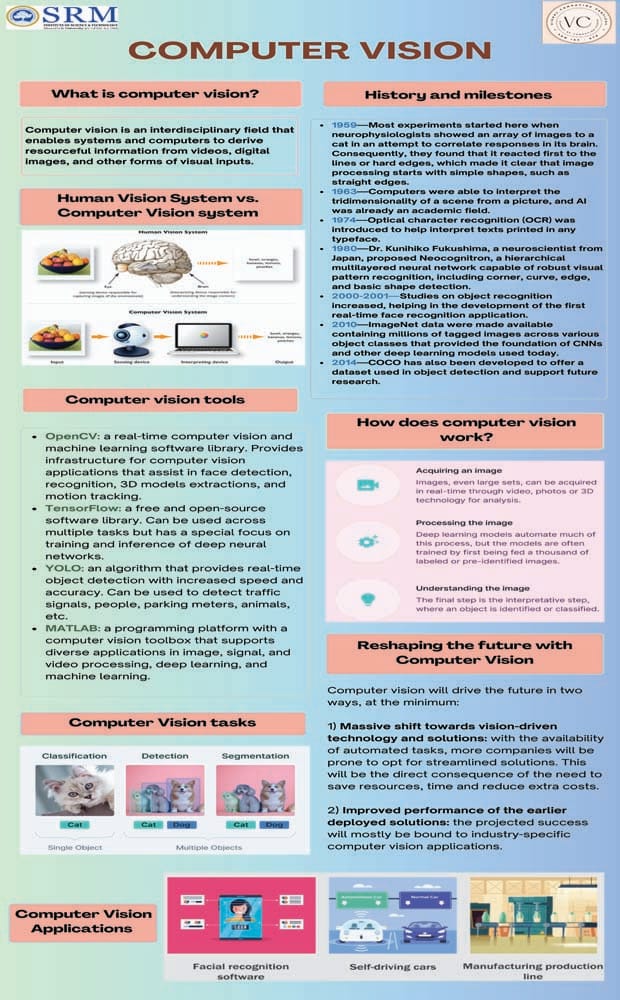 SRM
INSTITUTE OF SCIENCE & TECHNOLOGY
VC
COMPUTER VISION
What is computer vision?
Computer vision is an interdisciplinary field that
enables systems and computers to derive
resourceful information from videos, digital
images, and other forms of visual inputs.
Human Vision System vs.
Computer Vision system
Human Vision System
Eye
Brain
bowl, oranges,
bananas, lemons,
peaches
Computer Vision System
bowl, oranges,
bananas, lemons,
peaches
Input
Sensing device
Interpreting device
Output
Computer vision tools
• OpenCV: a real-time computer vision and
machine learning software library. Provides
infrastructure for computer vision
applications that assist in face detection,
recognition, 3D models extractions, and
motion tracking.
• TensorFlow: a free and open-source
software library. Can be used across
multiple tasks but has a special focus on
training and inference of deep neural
networks.
• YOLO: an algorithm that provides real-time
object detection with increased speed and
accuracy. Can be used to detect traffic
signals, people, parking meters, animals,
etc.
• MATLAB: a programming platform with a
computer vision toolbox that supports
diverse applications in image, signal, and
video processing, deep learning, and
machine learning.
Computer Vision tasks
Classification
Detection
Segmentation
Cat
Cat Dog
Cat Dog
Single Object
Multiple Objects
History and milestones
• 1959—Most experiments started here when
neurophysiologists showed an array of images to a
cat in an attempt to correlate responses in its brain.
Consequently, they found that it reacted first to the
lines or hard edges, which made it clear that image
processing starts with simple shapes, such as
straight edges.
• 1963—Computers were able to interpret the
tridimensionality of a scene from a picture, and AI
was already an academic field.
• 1974—Optical character recognition (OCR) was
introduced to help interpret texts printed in any
typeface.
• 1980—Dr. Kunihiko Fukushima, a neuroscientist from
Japan, proposed Neocognitron, a hierarchical
multilayered neural network capable of robust visual
pattern recognition, including corner, curve, edge,
and basic shape detection.
• 2000-2001—Studies on object recognition
increased, helping in the development of the first
real-time face recognition application.
• 2010—ImageNet data were made available
containing millions of tagged images across various
object classes that provided the foundation of CNNs
and other deep learning models used today.
• 2014—COCO has also been developed to offer a
dataset used in object detection and support future
research.
How does computer vision
work?
Acquiring an image
Images, even large sets, can be acquired
in real-time through video, photos or 3D
technology for analysis.
Processing the image
Deep learning models automate much of
this process, but the models are often
trained by first being fed a thousand of
labeled or pre-identified images.
Understanding the image
The final step is the interpretative step,
where an object is identified or classified.
Reshaping the future with
Computer Vision
Computer vision will drive the future in two
ways, at the minimum:
1) Massive shift towards vision-driven
technology and solutions: with the availability
of automated tasks, more companies will be
prone to opt for streamlined solutions. This
will be the direct consequence of the need to
save resources, time and reduce extra costs.
2) Improved performance of the earlier
deployed solutions: the projected success
will mostly be bound to industry-specific
computer vision applications.
Computer Vision
Applications
Autonomous Car
Normal Car
Facial recognition
software
Self-driving cars
Manufacturing production
line